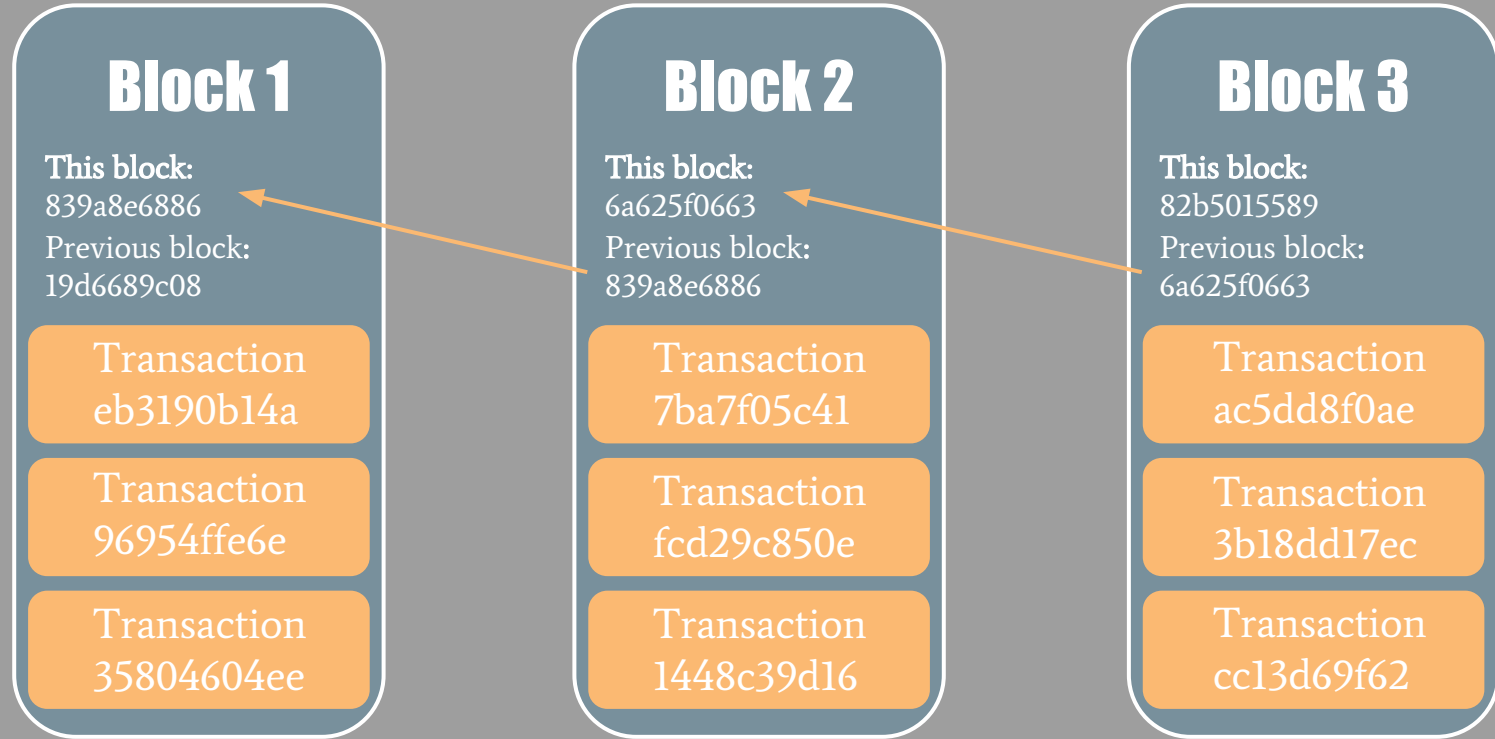 Block 1
This block:
839a8e6886
Previous block:
19d6689c08
Transaction
eb3190b14a
Transaction
96954ffe6e
Transaction
35804604ee
Block 2
This block:
6a625f0663
Previous block:
839a8e6886
Transaction
7ba7f05c41
Transaction
fcd29c850e
Transaction
1448c39d16
Block 3
This block:
82b5015589
Previous block:
6a625f0663
Transaction
ac5dd8f0ae
Transaction
3b18dd17ec
Transaction
cc13d69f62